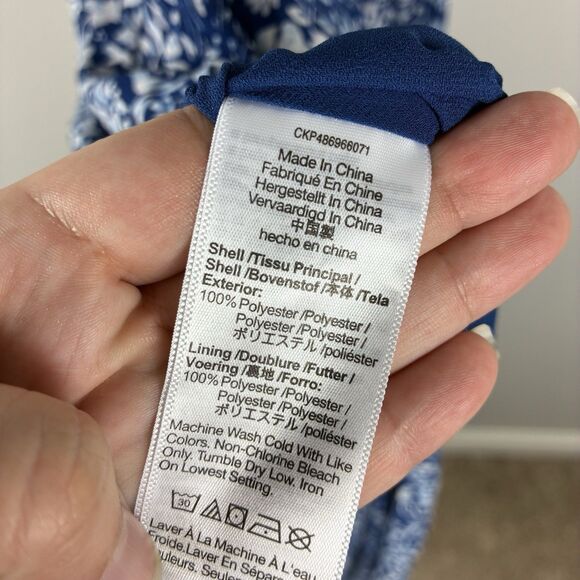 CKP486966071
Made In China
Fabriqué En Chine
Hergestellt In China
Vervaardigd In China
中国製
hecho en china
Shell /Tissu Principal /
Shell /Bovenstof /本体 /Tela
Exterior:
100% Polyester /Polyester /
Polyester /Polyester /
ポリエステル /poliéster
Lining /Doublure /Futter /
Voering /裏地 /Forro:
100% Polyester /Polyester /
Polyester /Polyester /
ポリエステル /poliéster
Machine Wash Cold With Like
Colors. Non-Chlorine Bleach
Only. Tumble Dry Low. Iron
On Lowest Setting.
30
Laver À La Machine À L'eau
Froide.Laver En Séparé